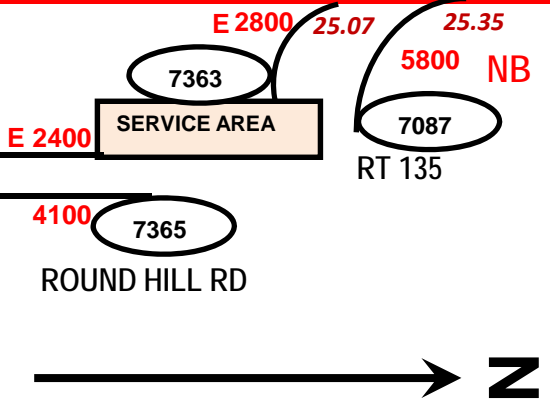 E 2800 25.07 25.35
5800 NB
7363
SERVICE AREA 7087
E 2400
RT 135
4100
7365
ROUND HILL RD
N